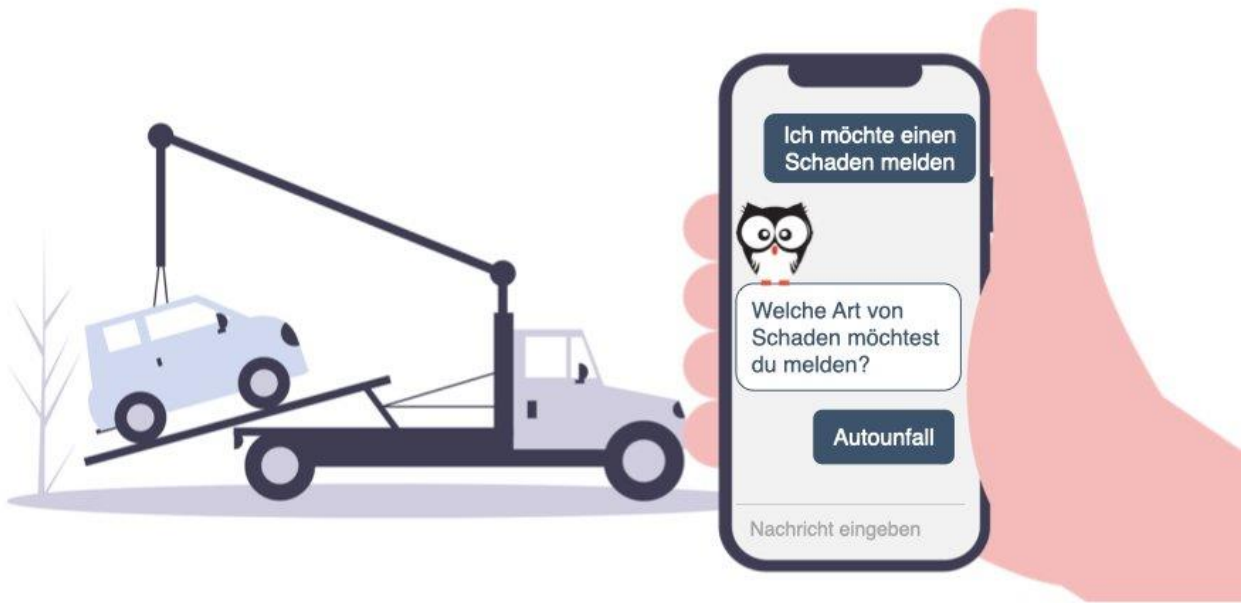 Ich möchte einen
Schaden melden
Welche Art von
Schaden möchtest
du melden?
Autounfall
Nachricht eingeben